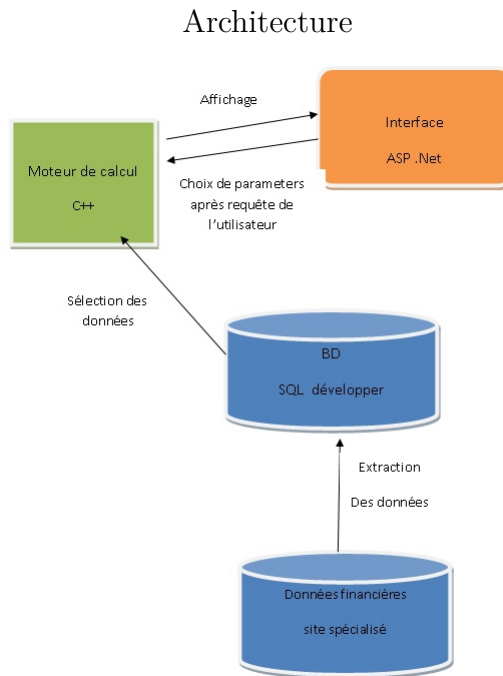 Architecture
Affichage
Interface
ASP .Net
Moteur de calcul
C++
Choix de parameters
après requête de
l'utilisateur
Sélection des
données
BD
SQL développer
Extraction
Des données
Données financières
site spécialisé